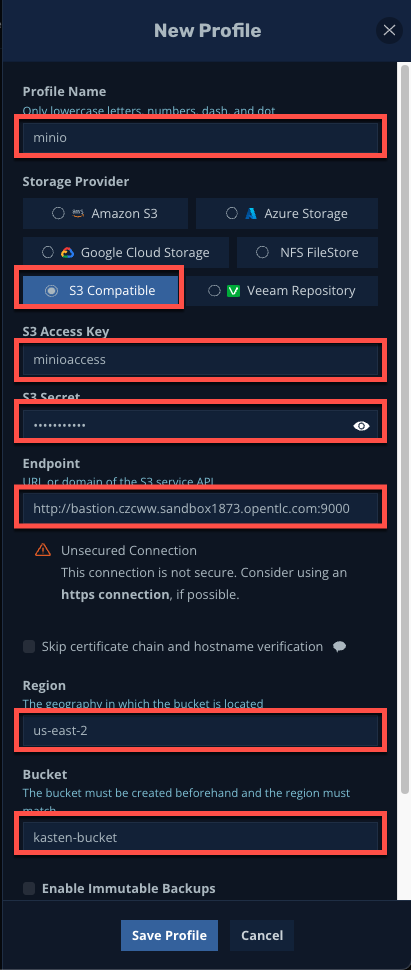 New Profile
Profile Name
Only lowercase letters, numbers, dash, and dot
minio
Storage Provider
Amazon S3
Azure Storage
Google Cloud Storage
NFS FileStore
S3 Compatible
Veeam Repository
S3 Access Key
minioaccess
S3 Secret
•••••••••••
Endpoint
URL or domain of the S3 service API
http://bastion.czcww.sandbox1873.opentlc.com:9000
Unsecured Connection
This connection is not secure. Consider using an
https connection, if possible.
Skip certificate chain and hostname verification
Region
The geography in which the bucket is located
us-east-2
Bucket
The bucket must be created beforehand and the region must
match
kasten-bucket
Enable Immutable Backups
Save Profile
Cancel